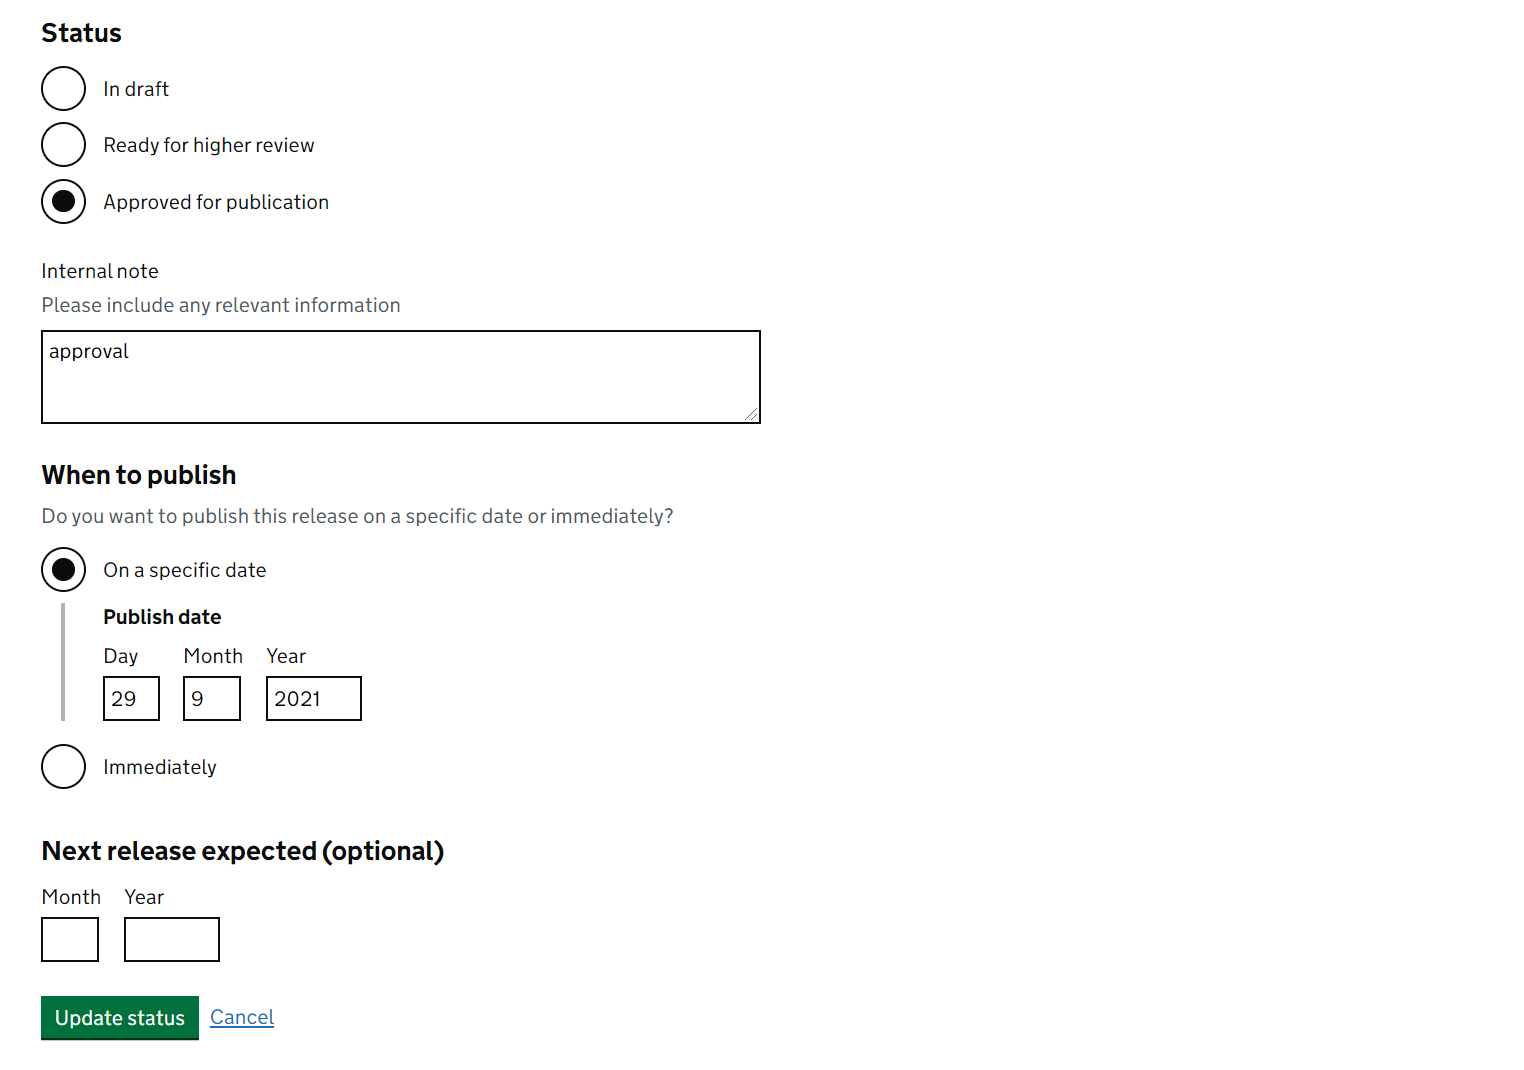 Status
In draft
Ready for higher review
Approved for publication
Internal note
Please include any relevant information
approval
When to publish
Do you want to publish this release on a specific date or immediately?
On a specific date
Publish date
Day Month Year
29 9 2021
Immediately
Next release expected (optional)
Month Year
Update status Cancel